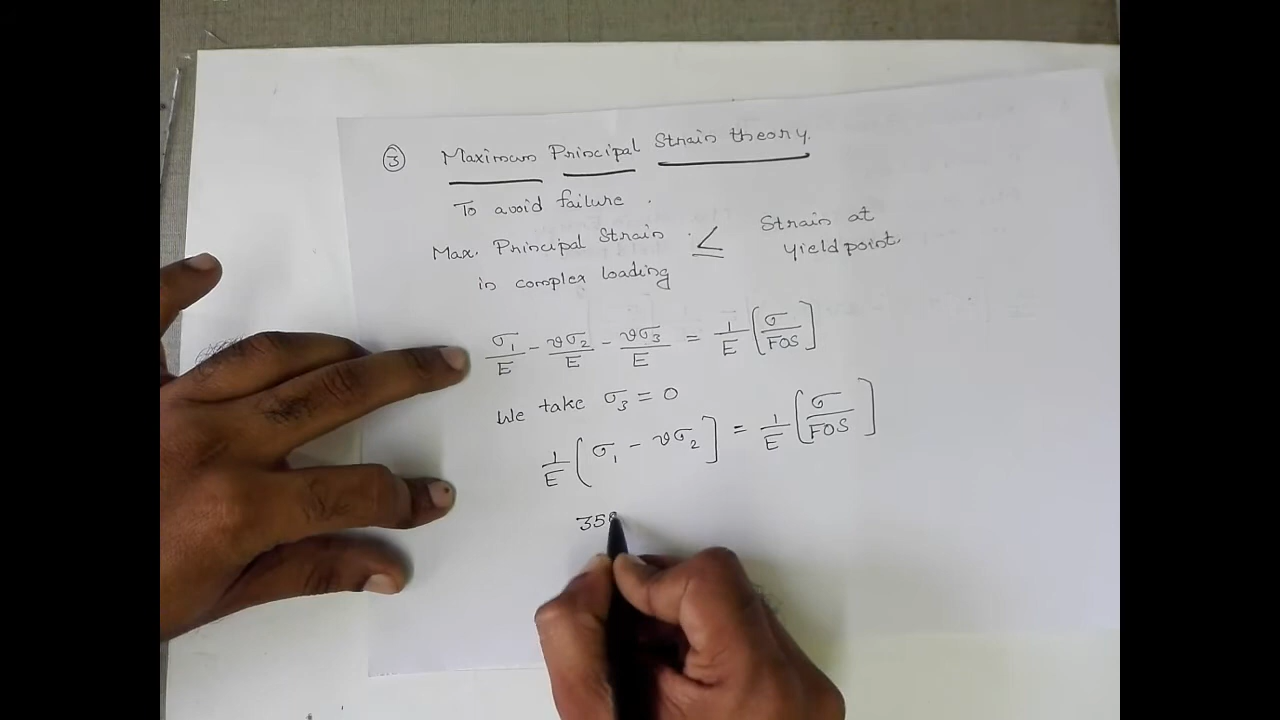 ③ Maximum Principal Strain theory.
To avoid failure.
Max. Principal Strain ≤ Strain at
in complex loading yield point.
σ₁/E - νσ₂/E - νσ₃/E = 1/E [σ/FOS]
We take σ₃ = 0
1/E [σ₁ - νσ₂] = 1/E [σ/FOS]
35